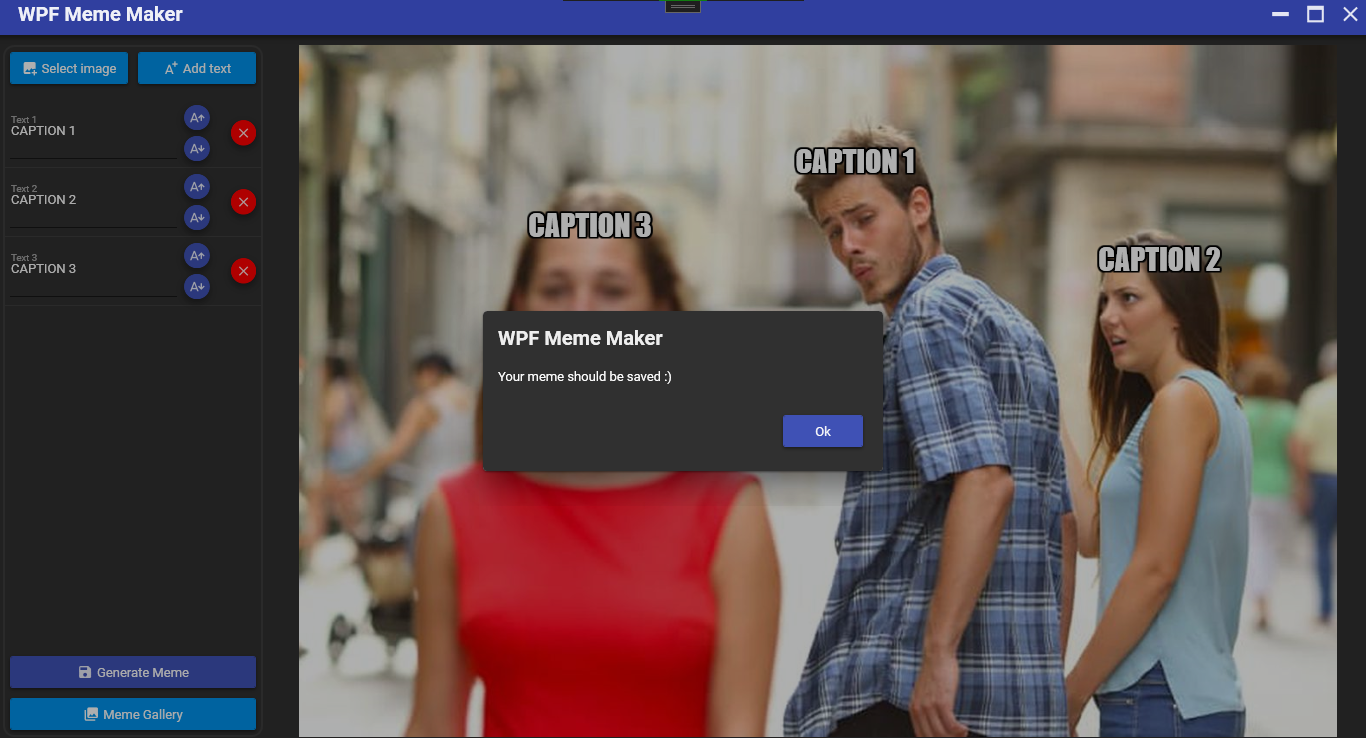 WPF Meme Maker
Select image
Add text
Text 1
CAPTION 1
Text 2
CAPTION 2
Text 3
CAPTION 3
Generate Meme
Meme Gallery
CAPTION 1
CAPTION 3
CAPTION 2
WPF Meme Maker
Your meme should be saved :)
Ok